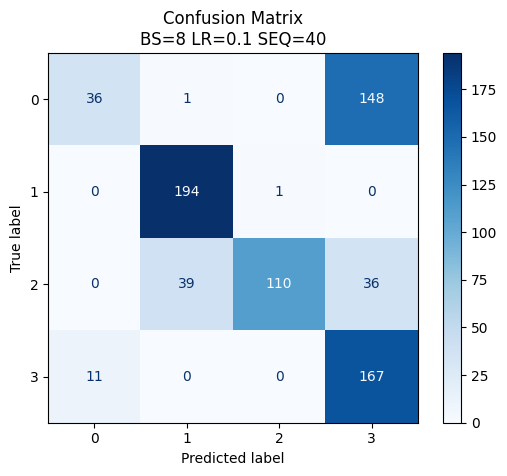 Confusion Matrix
BS=8 LR=0.1 SEQ=40
0 36 1 0 148 175
1 0 194 1 0 150
2 0 39 110 36 125
3 11 0 0 167 100
75
50
25
0
0 1 2 3
True label
Predicted label